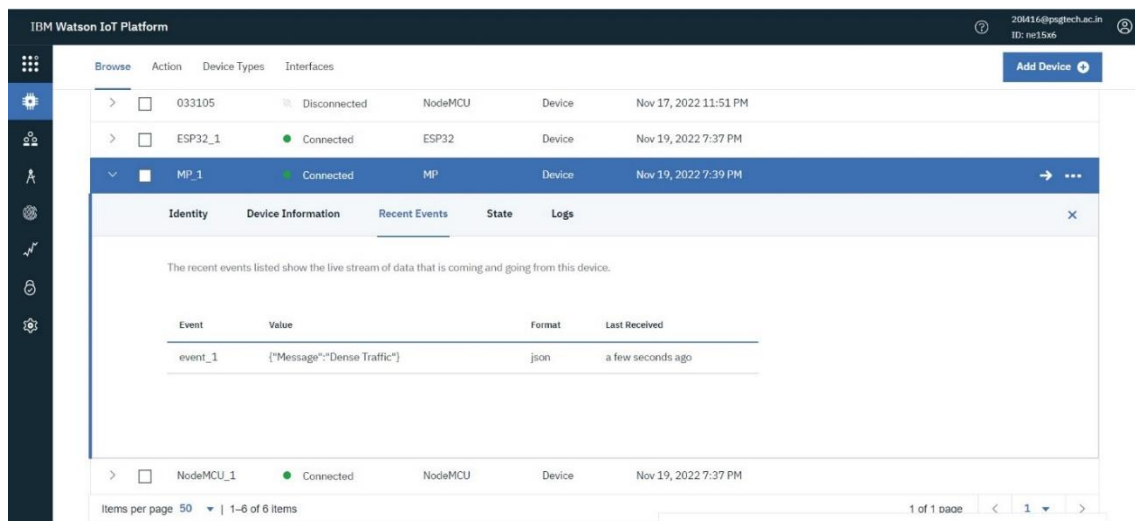 IBM Watson IoT Platform
20l416@psgtech.ac.in
ID: ne15x6
Browse Action Device Types Interfaces
Add Device
033105 Disconnected NodeMCU Device Nov 17, 2022 11:51 PM
ESP32_1 Connected ESP32 Device Nov 19, 2022 7:37 PM
MP_1 Connected MP Device Nov 19, 2022 7:39 PM
Identity Device Information Recent Events State Logs
The recent events listed show the live stream of data that is coming and going from this device.
Event Value Format Last Received
event_1 {"Message":"Dense Traffic"} json a few seconds ago
NodeMCU_1 Connected NodeMCU Device Nov 19, 2022 7:37 PM
Items per page 50 | 1–6 of 6 items 1 of 1 page 1